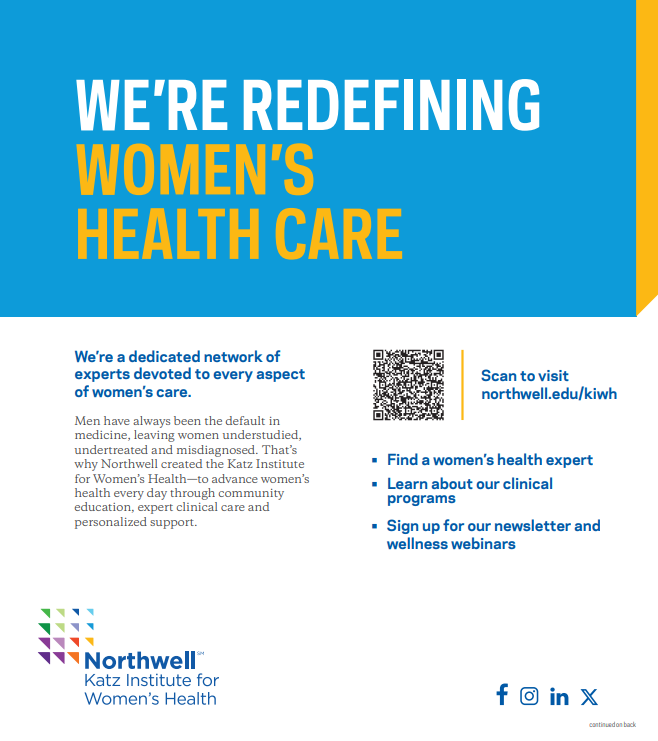 WE'RE REDEFINING
WOMEN'S
HEALTH CARE
We're a dedicated network of
experts devoted to every aspect
of women's care.
Men have always been the default in
medicine, leaving women understudied,
undertreated and misdiagnosed. That's
why Northwell created the Katz Institute
for Women's Health—to advance women's
health every day through community
education, expert clinical care and
personalized support.
Scan to visit
northwell.edu/kiwh
▪ Find a women's health expert
▪ Learn about our clinical
programs
▪ Sign up for our newsletter and
wellness webinars
Northwell℠
Katz Institute for
Women's Health
continued on back